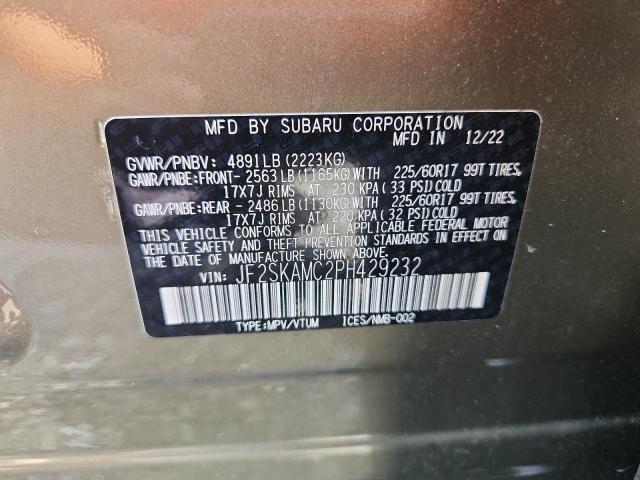 MFD BY SUBARU CORPORATION
MFD IN 12/22
GVWR/PNBV: 4891LB(2223KG)
GAWR/PNBE:FRONT- 2563LB(1165KG)WITH 225/60R17 99T TIRES,
17X7J RIMS AT 230 KPA(33 PSI)COLD
GAWR/PNBE:REAR - 2486LB(1130KG)WITH 225/60R17 99T TIRES,
17X7J RIMS AT 220 KPA(32 PSI)COLD
THIS VEHICLE CONFORMS TO ALL APPLICABLE FEDERAL MOTOR
VEHICLE SAFETY AND THEFT PREVENTION STANDARDS IN EFFECT ON
THE DATE OF MANUFACTURE SHOWN ABOVE.
VIN: JF2SKAMC2PH429232
TYPE:MPV/VTUM ICES/NMB-002